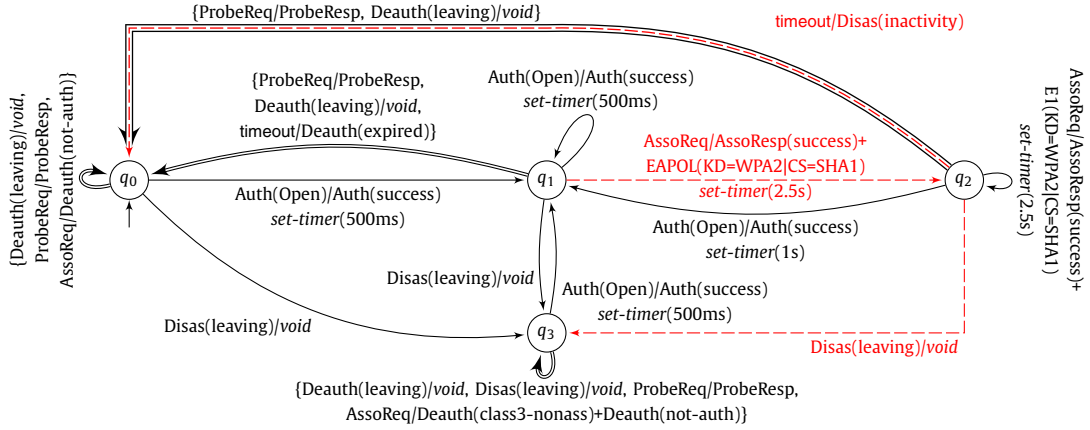 {ProbeReq/ProbeResp, Deauth(leaving)/void}
timeout/Disas(inactivity)
{Deauth(leaving)/void,
ProbeReq/ProbeResp,
AssoReq/Deauth(not-auth)}
{ProbeReq/ProbeResp,
Deauth(leaving)/void,
timeout/Deauth(expired)}
Auth(Open)/Auth(success)
set-timer(500ms)
AssoReq/AssoResp(success)+
EAPOL(KD=WPA2|CS=SHA1)
set-timer(2.5s)
AssoReq/AssoResp(success)+
E1(KD=WPA2|CS=SHA1)
set-timer(2.5s)
q0
q1
q2
Auth(Open)/Auth(success)
set-timer(500ms)
Auth(Open)/Auth(success)
set-timer(1s)
Disas(leaving)/void
Auth(Open)/Auth(success)
set-timer(500ms)
Disas(leaving)/void
q3
Disas(leaving)/void
{Deauth(leaving)/void, Disas(leaving)/void, ProbeReq/ProbeResp,
AssoReq/Deauth(class3-nonass)+Deauth(not-auth)}